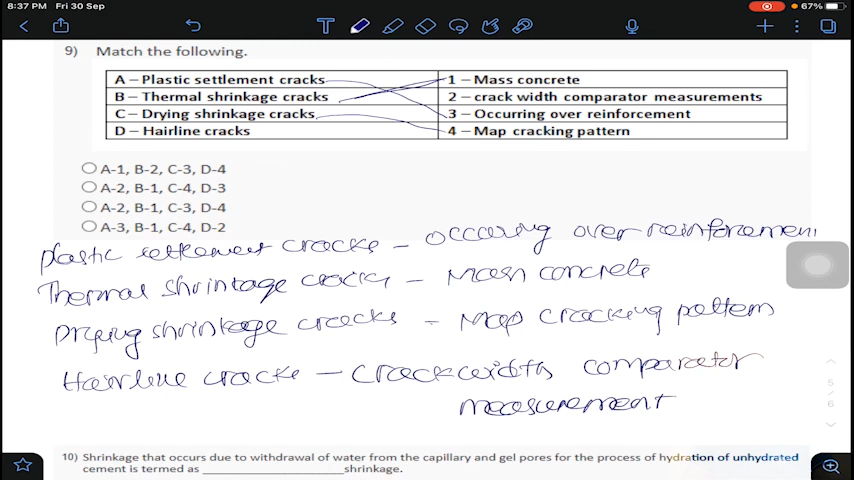 8:37 PM Fri 30 Sep
67%
9) Match the following.
A – Plastic settlement cracks 1 – Mass concrete
B – Thermal shrinkage cracks 2 – crack width comparator measurements
C – Drying shrinkage cracks 3 – Occurring over reinforcement
D – Hairline cracks 4 – Map cracking pattern
A-1, B-2, C-3, D-4
A-2, B-1, C-4, D-3
A-2, B-1, C-3, D-4
A-3, B-1, C-4, D-2
plastic settlement cracks – occuring over reinforcement
Thermal shrinkage cracks – Mass concrete
Drying shrinkage cracks – Map cracking pattern
Hairline cracks – crack width comparator
measurement
5
/
6
10) Shrinkage that occurs due to withdrawal of water from the capillary and gel pores for the process of hydration of unhydrated
cement is termed as ____________________shrinkage.